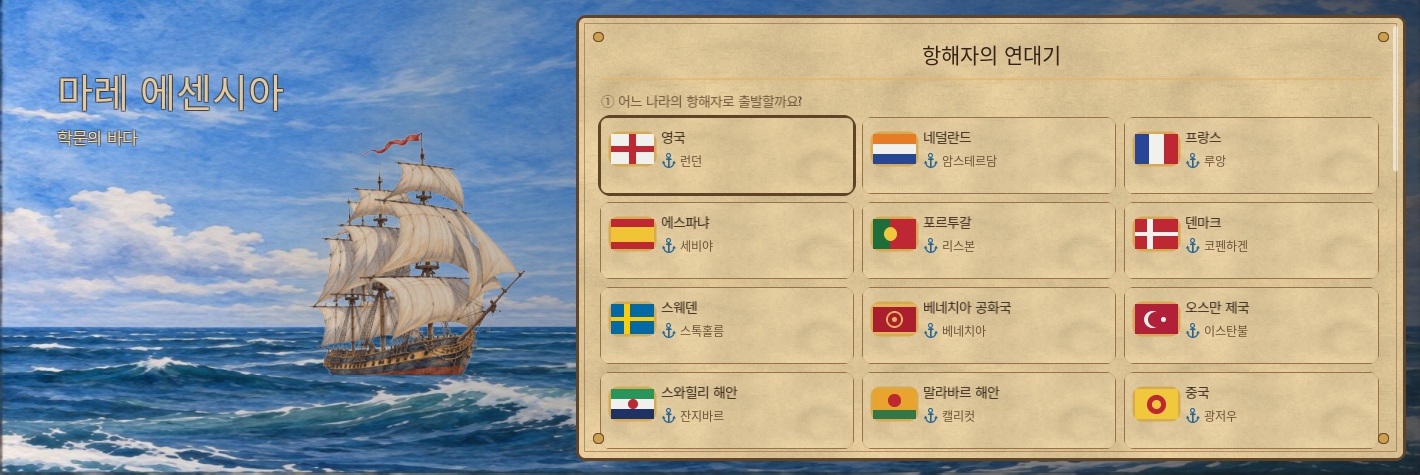 마레 에센시아
학문의 바다
항해자의 연대기
① 어느 나라의 항해자로 출발할까요?
영국
런던
네덜란드
암스테르담
프랑스
루앙
에스파냐
세비야
포르투갈
리스본
덴마크
코펜하겐
스웨덴
스톡홀름
베네치아 공화국
베네치아
오스만 제국
이스탄불
스와힐리 해안
잔지바르
말라바르 해안
캘리컷
중국
광저우